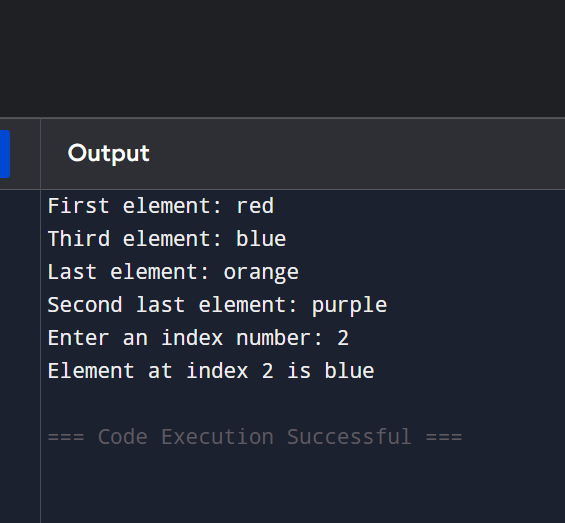 Output
First element: red
Third element: blue
Last element: orange
Second last element: purple
Enter an index number: 2
Element at index 2 is blue
=== Code Execution Successful ===